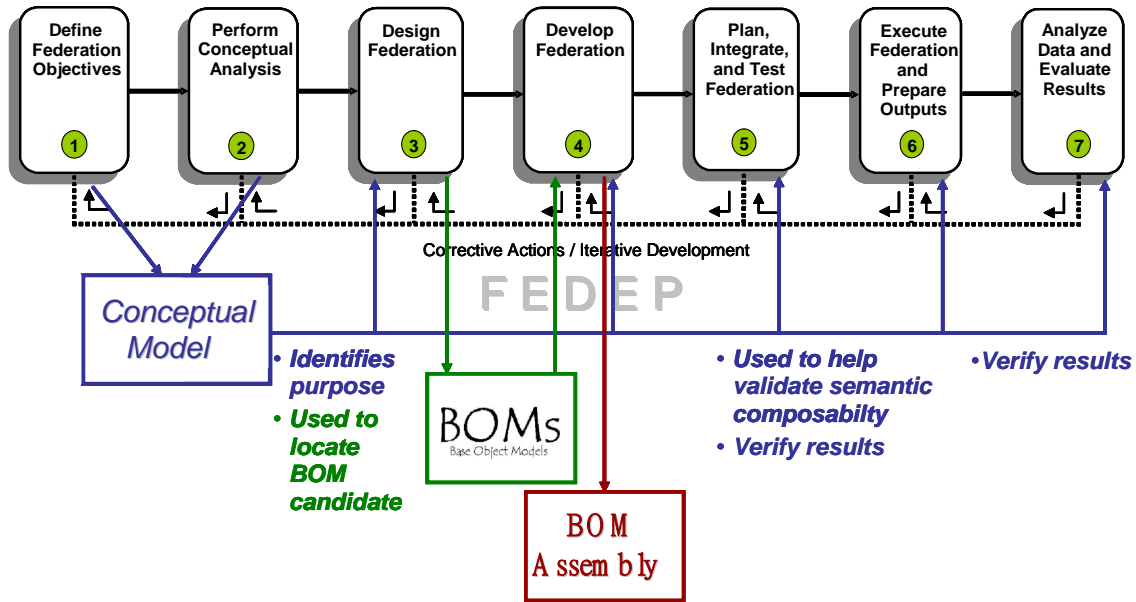 Define
Federation
Objectives
1
Perform
Conceptual
Analysis
2
Design
Federation
3
Develop
Federation
4
Plan,
Integrate,
and Test
Federation
5
Execute
Federation
and
Prepare
Outputs
6
Analyze
Data and
Evaluate
Results
7
Corrective Actions / Iterative Development
FEDEP
Conceptual
Model
• Identifies
purpose
• Used to
locate
BOM
candidate
BOMs
Base Object Models
BOM
Assembly
• Used to help
validate semantic
composabilty
• Verify results
•Verify results